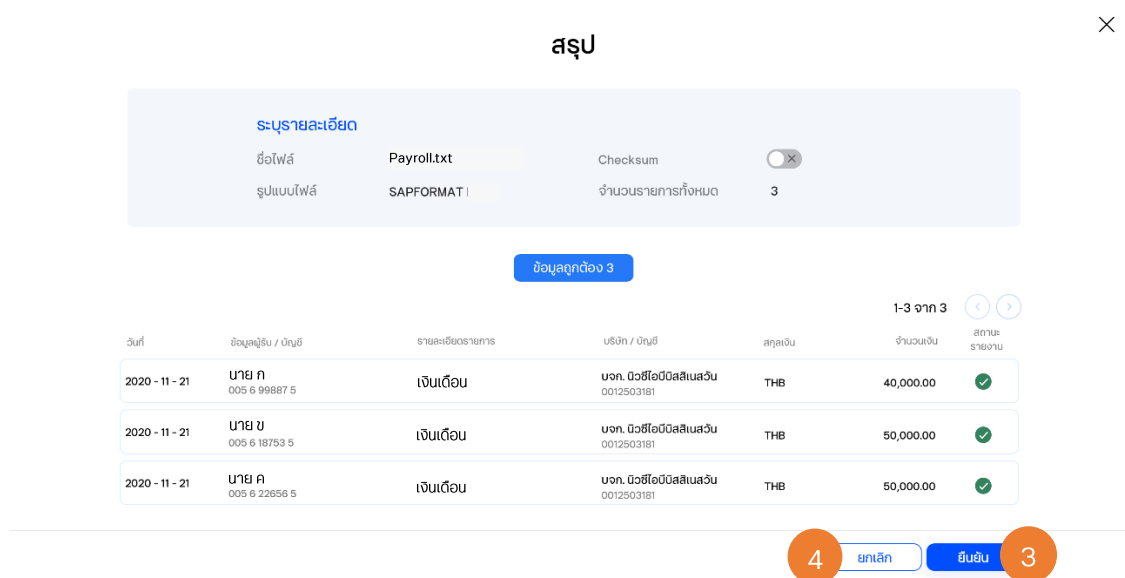 สรุป
ระบุรายละเอียด
ชื่อไฟล์ Payroll.txt Checksum
รูปแบบไฟล์ SAPFORMAT จำนวนรายการทั้งหมด 3
ข้อมูลถูกต้อง 3
1-3 จาก 3
วันที่ ข้อมูลผู้รับ / บัญชี รายละเอียดรายการ บริษัท / บัญชี สกุลเงิน จำนวนเงิน สถานะ
รายงาน
2020 - 11 - 21 นาย ก เงินเดือน บจก. นิวซีไอบีบิสสิเนสวัน THB 40,000.00
005 6 99887 5 0012503181
2020 - 11 - 21 นาย ข เงินเดือน บจก. นิวซีไอบีบิสสิเนสวัน THB 50,000.00
005 6 18753 5 0012503181
2020 - 11 - 21 นาย ค เงินเดือน บจก. นิวซีไอบีบิสสิเนสวัน THB 50,000.00
005 6 22656 5 0012503181
4 ยกเลิก ยืนยัน 3